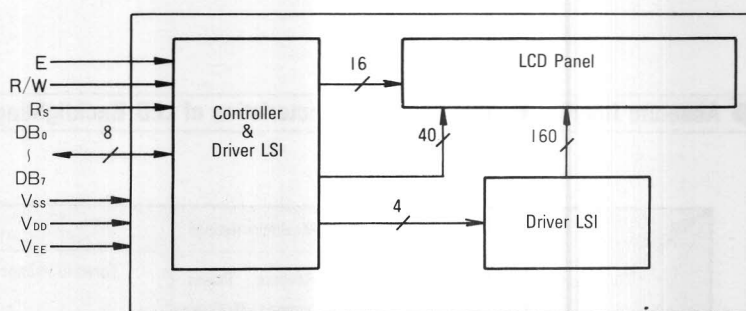 E
R/W
Rs
DB₀
8
∫
DB₇
VSS
VDD
VEE
Controller
&
Driver LSI
16
LCD Panel
40
160
4
Driver LSI